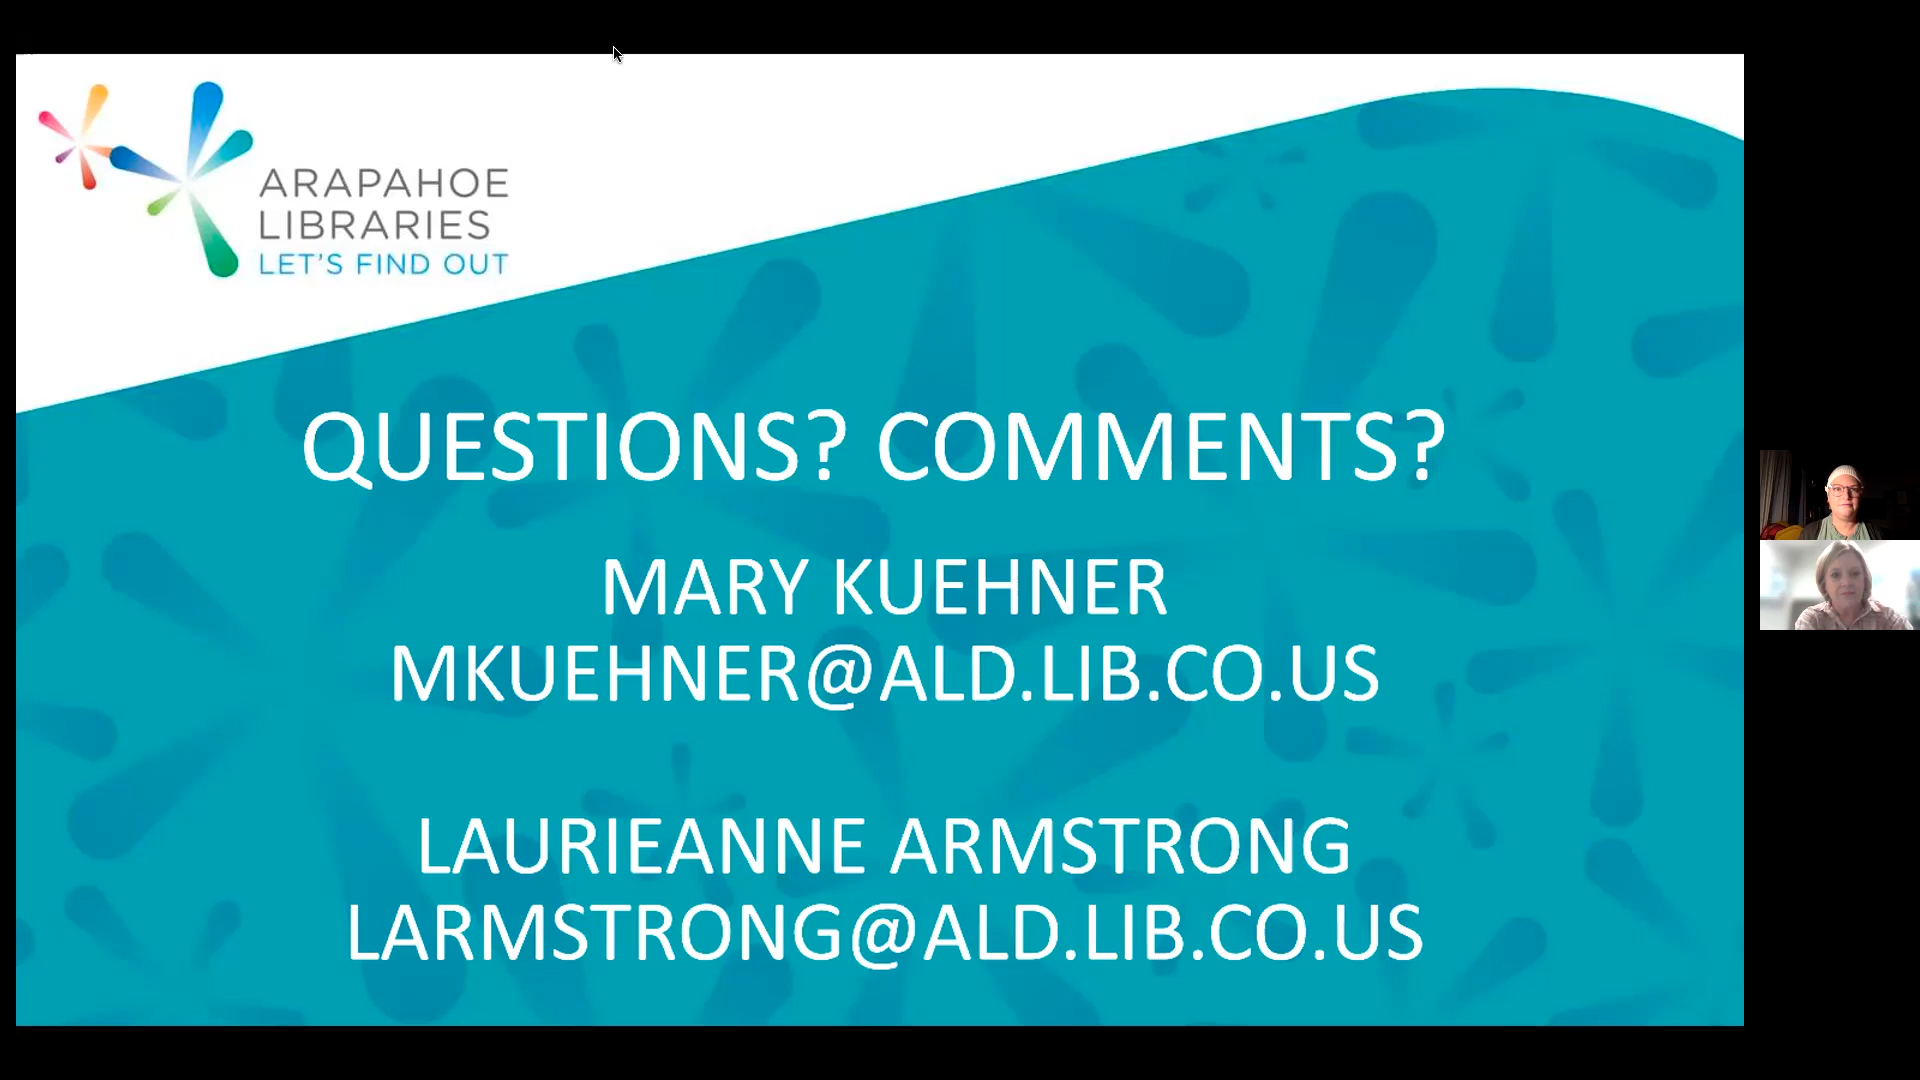 ARAPAHOE
LIBRARIES
LET'S FIND OUT
QUESTIONS? COMMENTS?
MARY KUEHNER
MKUEHNER@ALD.LIB.CO.US
LAURIEANNE ARMSTRONG
LARMSTRONG@ALD.LIB.CO.US